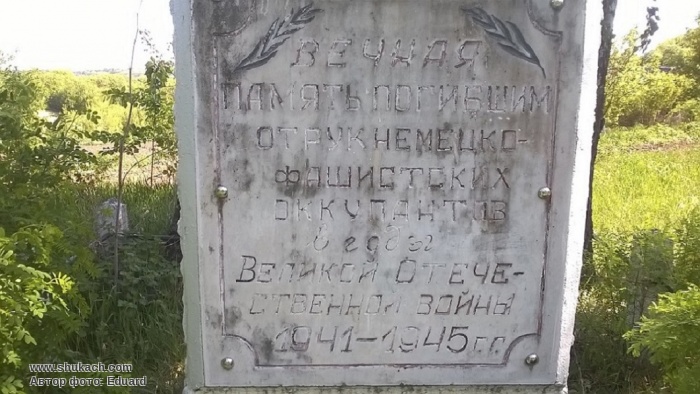 ВЕЧНАЯ
ПАМЯТЬ ПОГИБШИМ
ОТ РУК НЕМЕЦКО-
ФАШИСТСКИХ
ОККУПАНТОВ
в годы
ВЕЛИКОЙ ОТЕЧЕ-
СТВЕННОЙ ВОЙНЫ
1941-1945 г.г.
www.shukach.com
Автор фото: Eduard